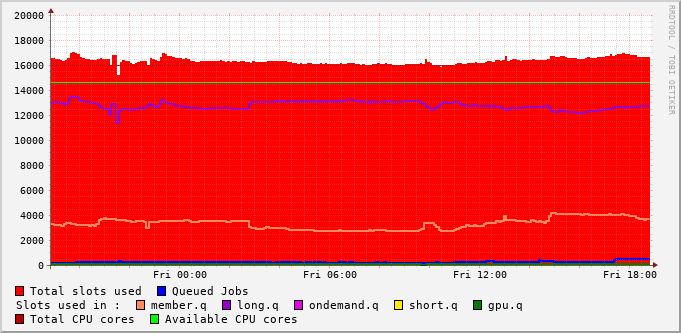 RRDTOOL / TOBI OETIKER
20000
18000
16000
14000
12000
10000
8000
6000
4000
2000
0
Fri 00:00 Fri 06:00 Fri 12:00 Fri 18:00
Total slots used Queued Jobs
Slots used in : member.q long.q ondemand.q short.q gpu.q
Total CPU cores Available CPU cores